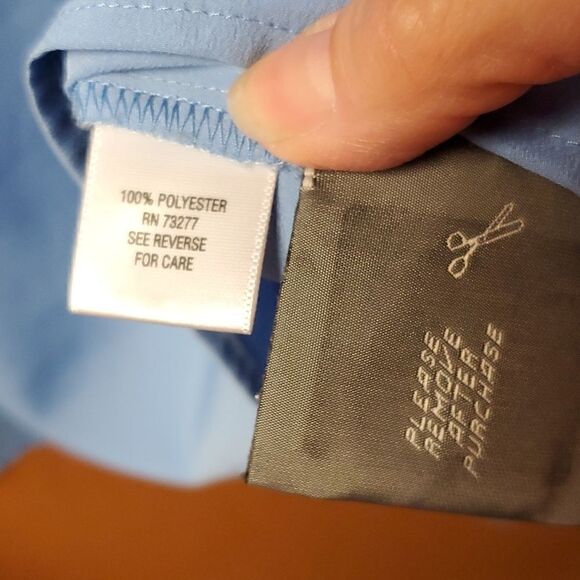 100% POLYESTER
RN 73277
SEE REVERSE
FOR CARE
PLEASE
REMOVE
AFTER
PURCHASE